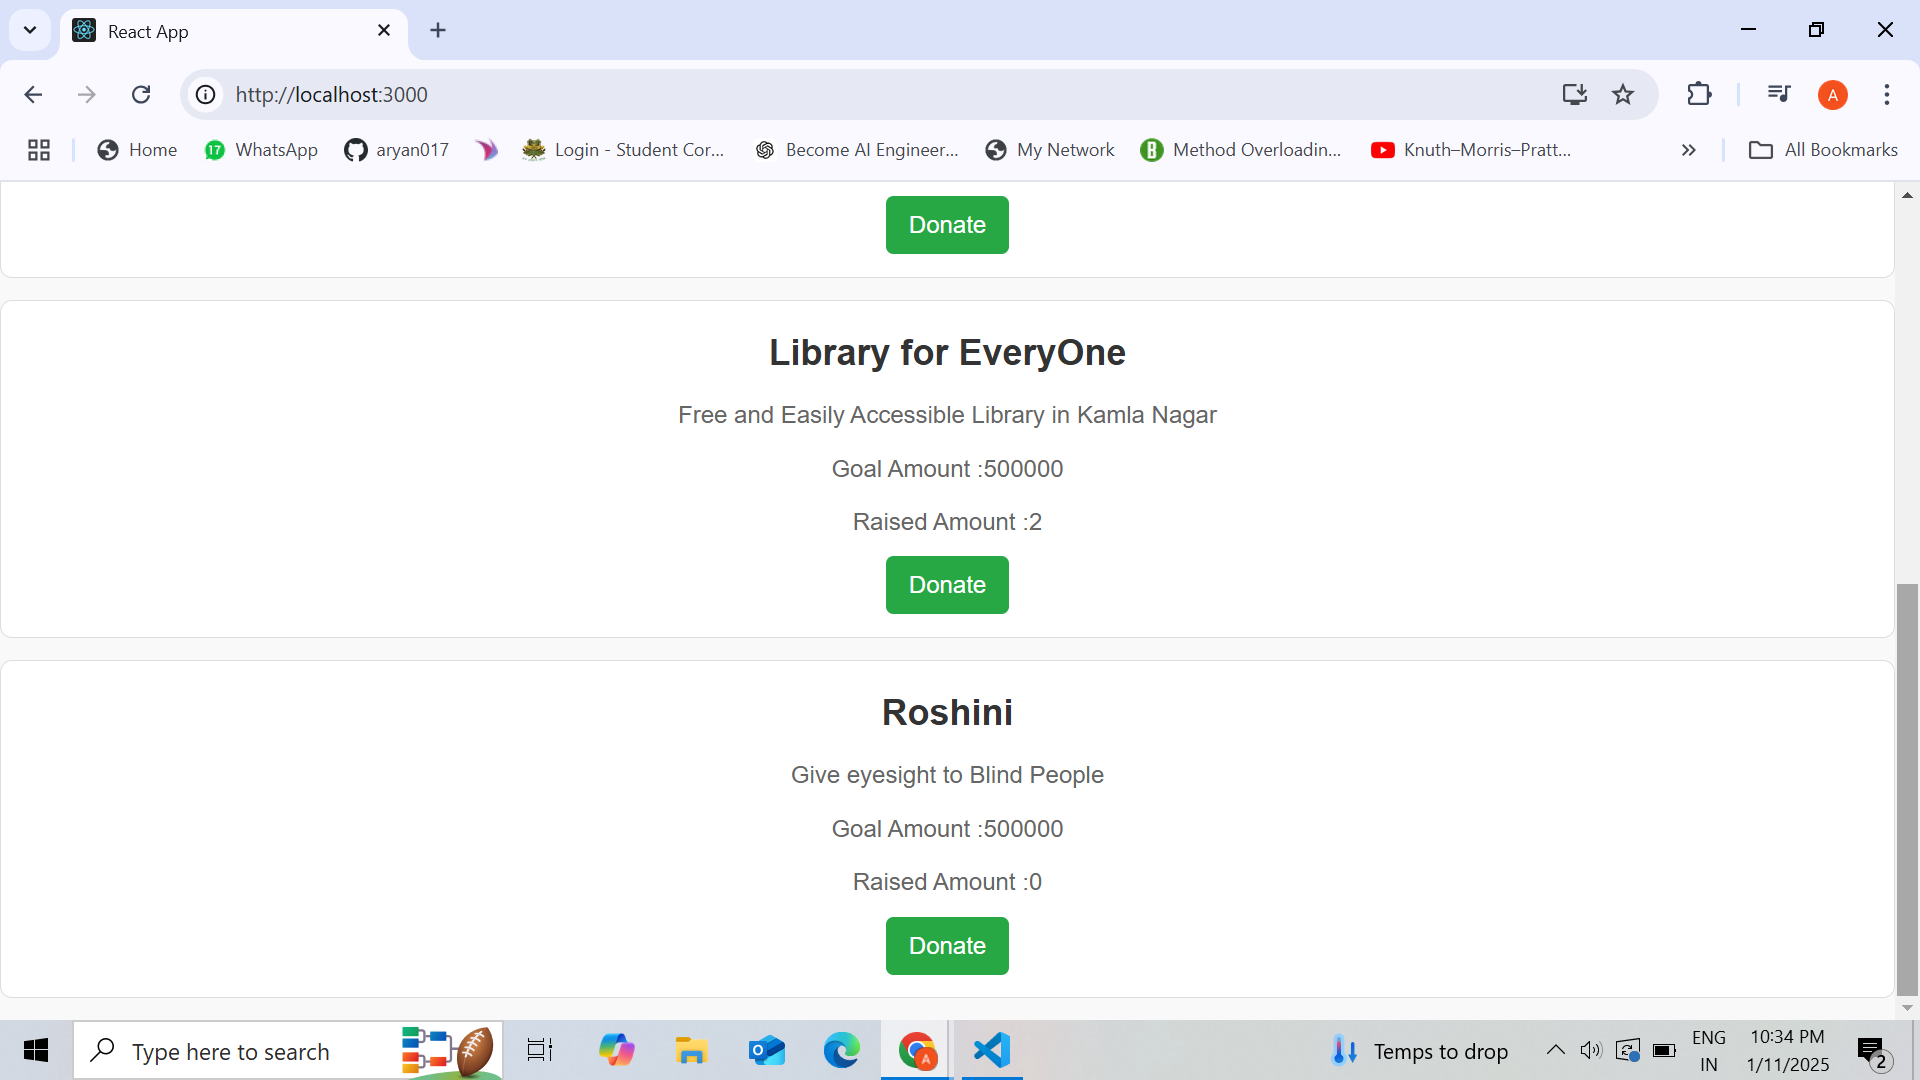 React App
http://localhost:3000
A
Home
17
WhatsApp
aryan017
Login - Student Cor...
Become AI Engineer...
My Network
B
Method Overloadin...
Knuth–Morris–Pratt...
»
All Bookmarks
Donate
Library for EveryOne
Free and Easily Accessible Library in Kamla Nagar
Goal Amount :500000
Raised Amount :2
Donate
Roshini
Give eyesight to Blind People
Goal Amount :500000
Raised Amount :0
Donate
Type here to search
A
Temps to drop
ENG
IN
10:34 PM
1/11/2025
2